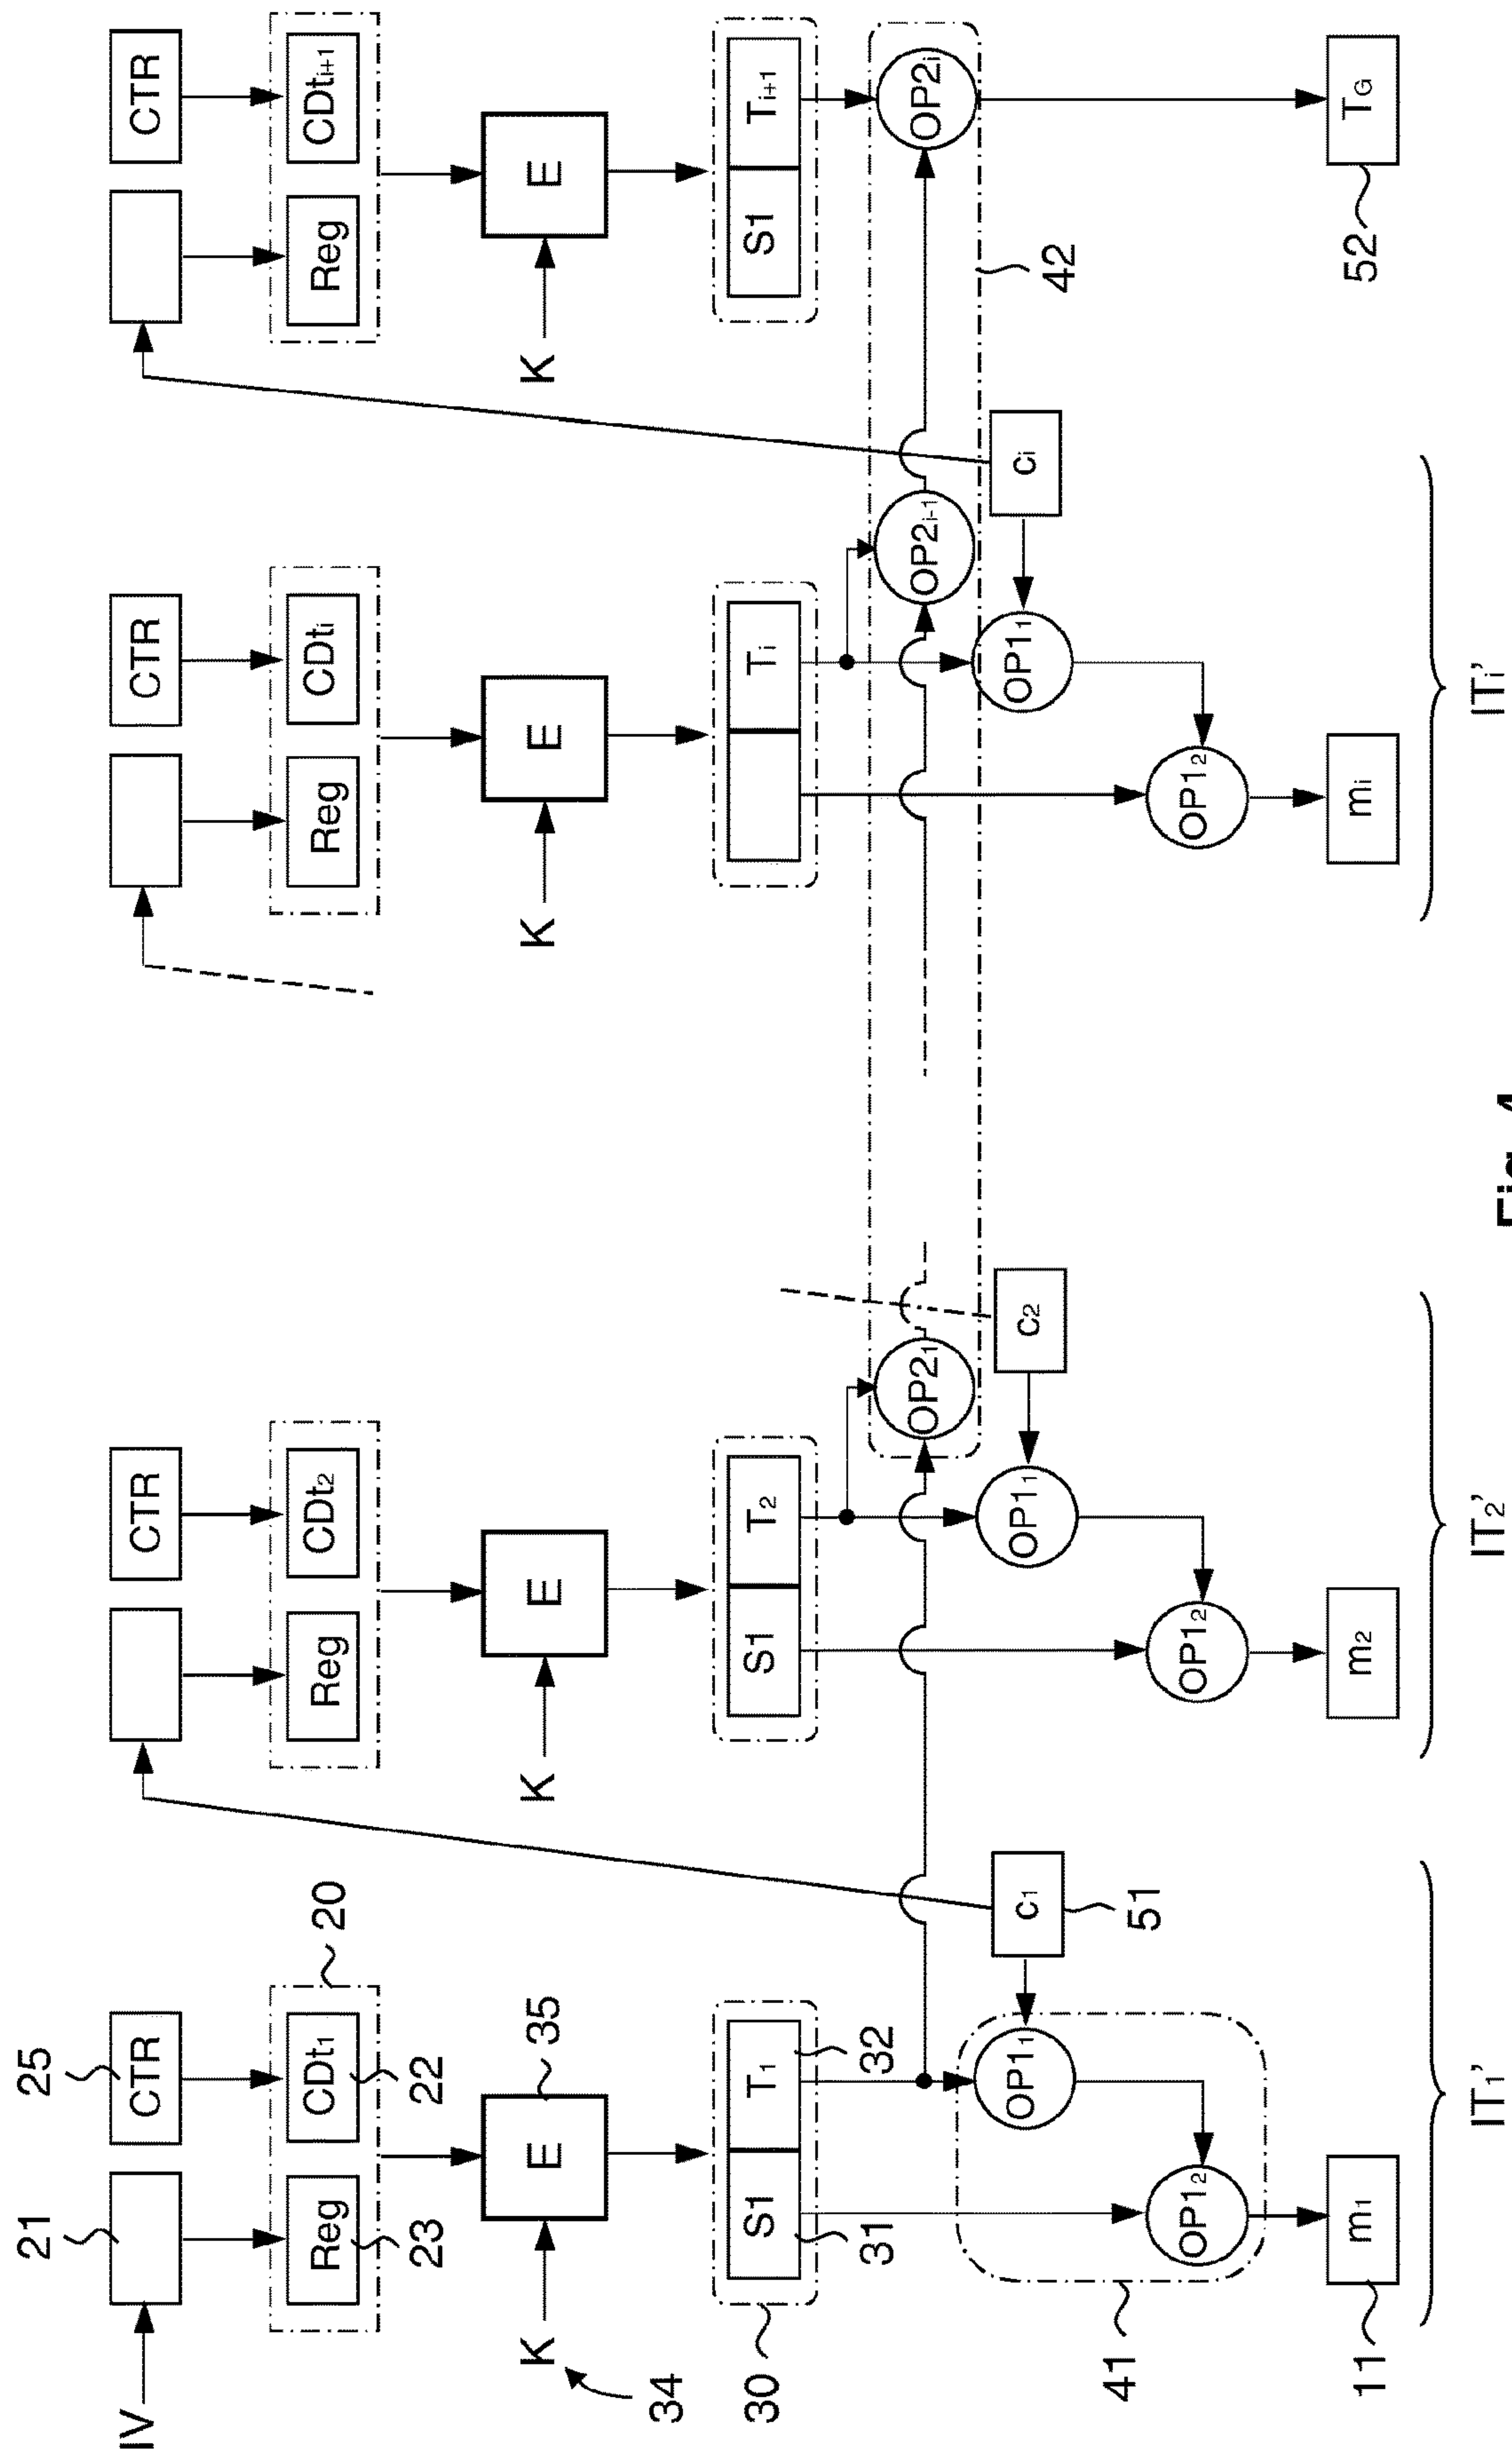 IV
21
25
CTR
CTR
CTR
CTR
Reg
CDt1
20
Reg
CDt2
Reg
CDti
Reg
CDti+1
23
22
K
E
35
K
E
K
E
K
E
34
S1
T1
S1
T2
Ti
S1
Ti+1
30
31
32
OP21
OP2i-1
OP2i
42
OP11
c1
OP11
c2
OP11
ci
51
41
OP12
OP12
OP12
11
m1
m2
mi
TG
52
IT1'
IT2'
ITi'